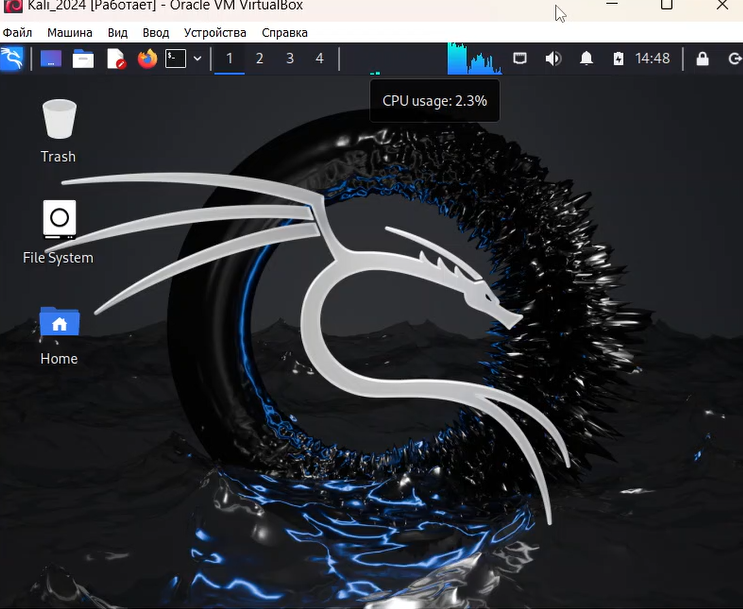 Kali_2024 [Работает] - Oracle VM VirtualBox
Файл Машина Вид Ввод Устройства Справка
1 2 3 4 14:48
CPU usage: 2.3%
Trash
File System
Home